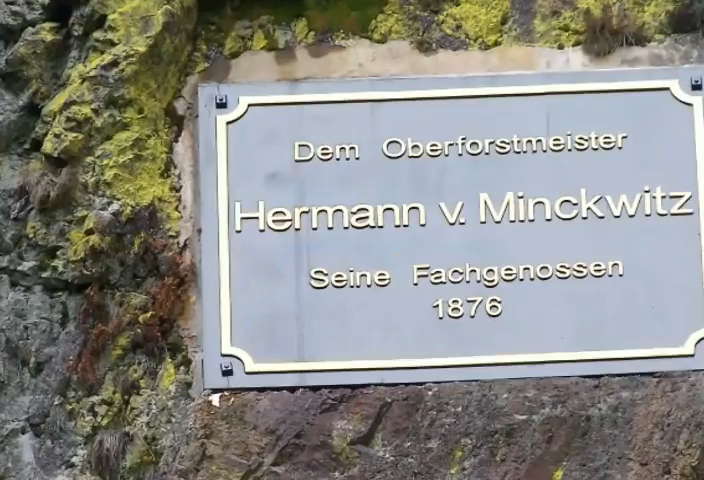 Dem Oberforstmeister
Hermann v. Minckwitz
Seine Fachgenossen
1876